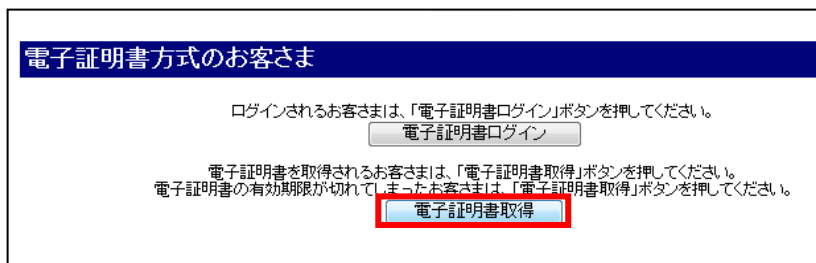 電子証明書方式のお客さま
ログインされるお客さまは、「電子証明書ログイン」ボタンを押してください。
電子証明書ログイン
電子証明書を取得されるお客さまは、「電子証明書取得」ボタンを押してください。
電子証明書の有効期限が切れてしまったお客さまは、「電子証明書取得」ボタンを押してください。
電子証明書取得